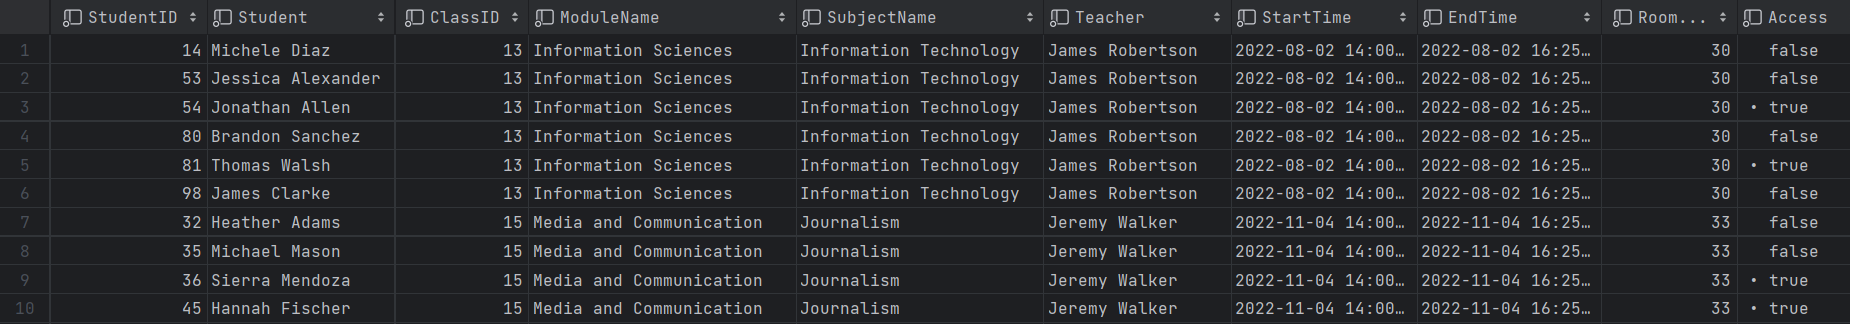 StudentID Student ClassID ModuleName SubjectName Teacher StartTime EndTime Room... Access
1 14 Michele Diaz 13 Information Sciences Information Technology James Robertson 2022-08-02 14:00… 2022-08-02 16:25… 30 false
2 53 Jessica Alexander 13 Information Sciences Information Technology James Robertson 2022-08-02 14:00… 2022-08-02 16:25… 30 false
3 54 Jonathan Allen 13 Information Sciences Information Technology James Robertson 2022-08-02 14:00… 2022-08-02 16:25… 30 • true
4 80 Brandon Sanchez 13 Information Sciences Information Technology James Robertson 2022-08-02 14:00… 2022-08-02 16:25… 30 false
5 81 Thomas Walsh 13 Information Sciences Information Technology James Robertson 2022-08-02 14:00… 2022-08-02 16:25… 30 • true
6 98 James Clarke 13 Information Sciences Information Technology James Robertson 2022-08-02 14:00… 2022-08-02 16:25… 30 false
7 32 Heather Adams 15 Media and Communication Journalism Jeremy Walker 2022-11-04 14:00… 2022-11-04 16:25… 33 false
8 35 Michael Mason 15 Media and Communication Journalism Jeremy Walker 2022-11-04 14:00… 2022-11-04 16:25… 33 false
9 36 Sierra Mendoza 15 Media and Communication Journalism Jeremy Walker 2022-11-04 14:00… 2022-11-04 16:25… 33 • true
10 45 Hannah Fischer 15 Media and Communication Journalism Jeremy Walker 2022-11-04 14:00… 2022-11-04 16:25… 33 • true